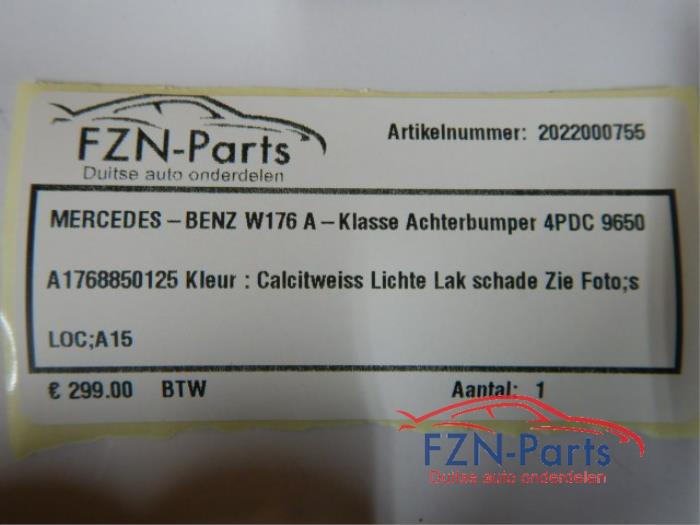 FZN-Parts
Duitse auto onderdelen
Artikelnummer: 2022000755
MERCEDES – BENZ W176 A – Klasse Achterbumper 4PDC 9650
A1768850125 Kleur : Calcitweiss Lichte Lak schade Zie Foto;s
LOC;A15
€ 299.00 BTW Aantal: 1
FZN-Parts
Duitse auto onderdelen